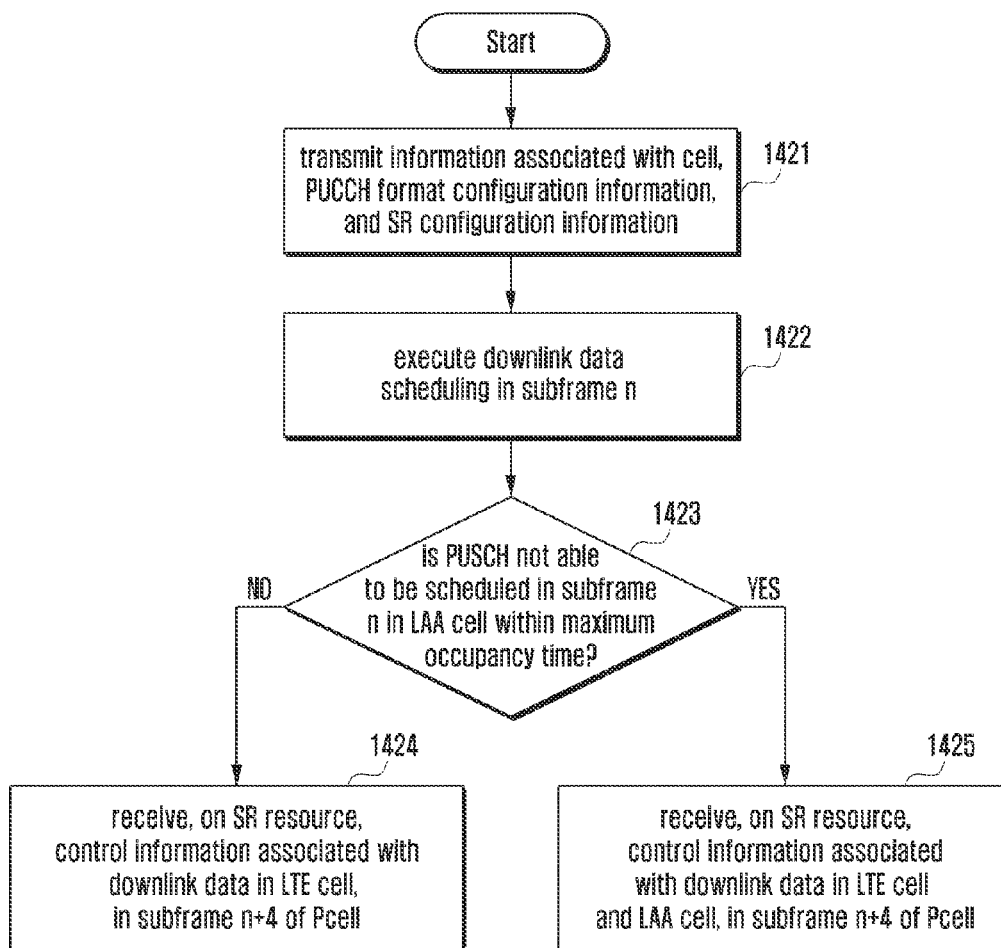 Start
transmit information associated with cell,
PUCCH format configuration information,
and SR configuration information
1421
execute downlink data
scheduling in subframe n
1422
is PUSCH not able
to be scheduled in subframe
n in LAA cell within maximum
occupancy time?
1423
NO
YES
1424
receive, on SR resource,
control information associated with
downlink data in LTE cell,
in subframe n+4 of Pcell
1425
receive, on SR resource,
control information associated
with downlink data in LTE cell
and LAA cell, in subframe n+4 of Pcell